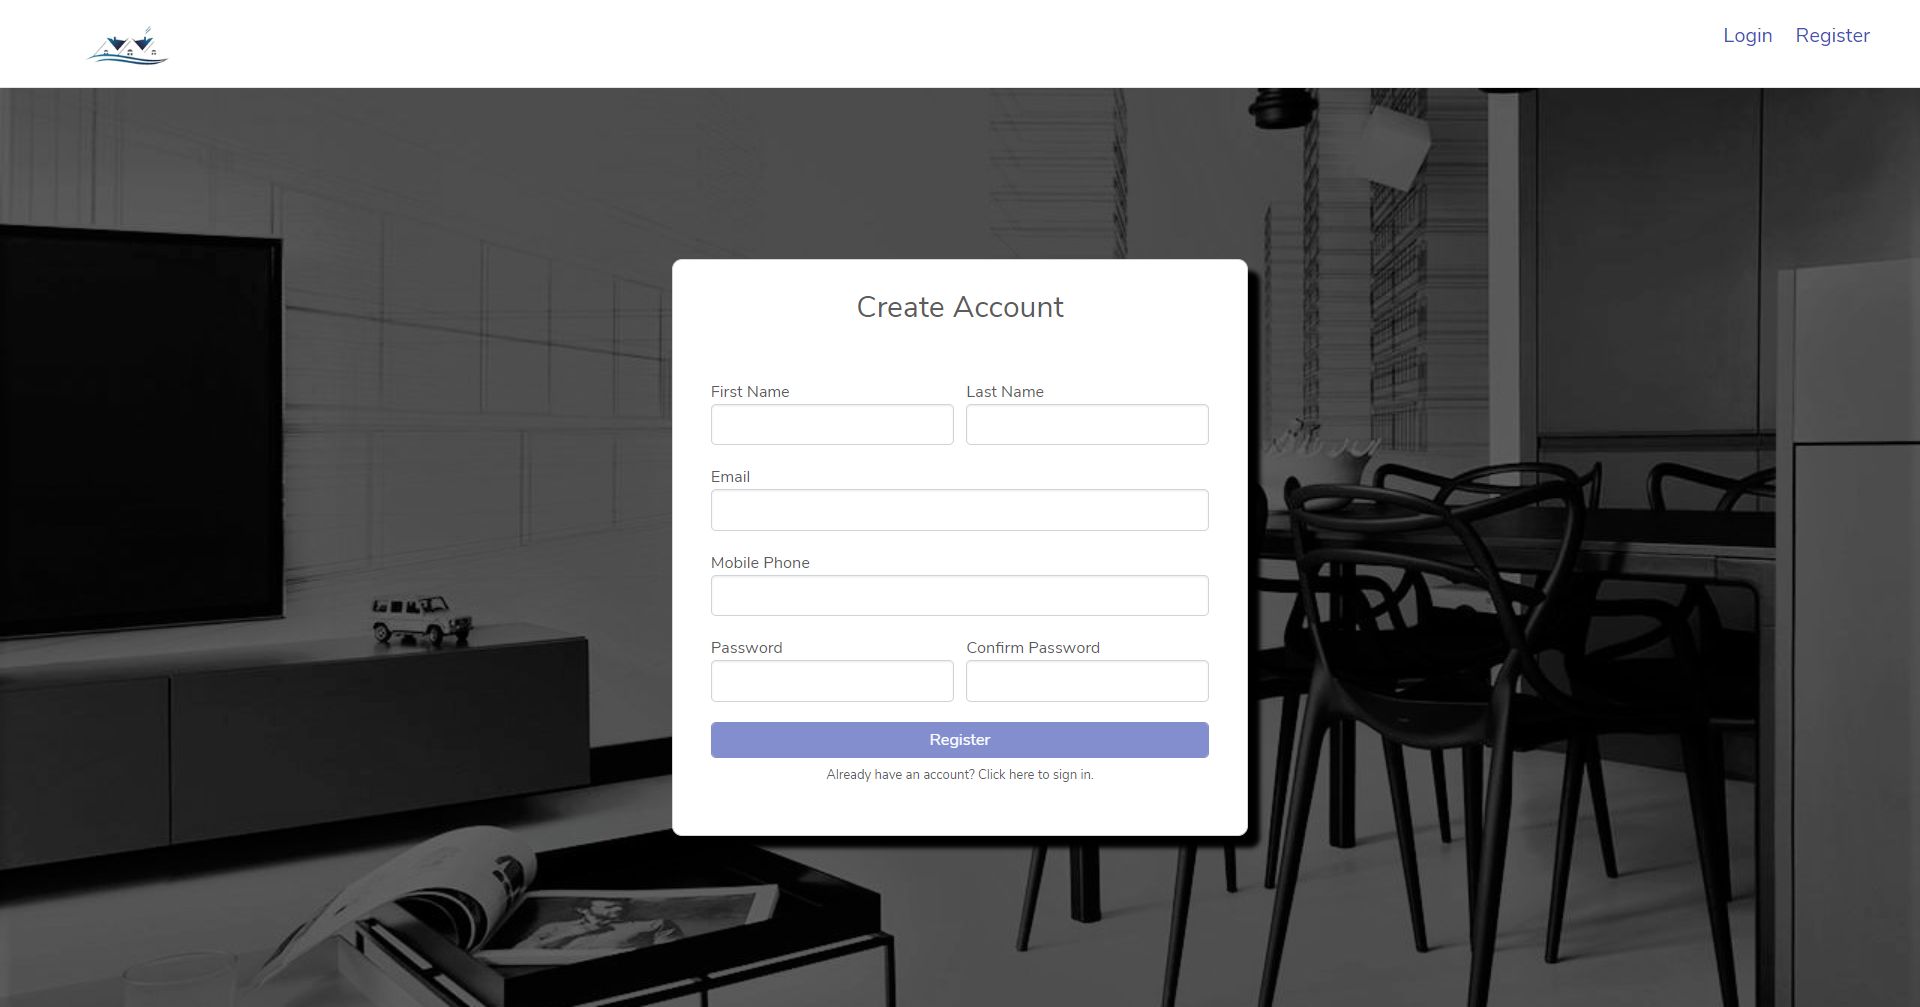 Login Register
Create Account
First Name Last Name
Email
Mobile Phone
Password Confirm Password
Register
Already have an account? Click here to sign in.